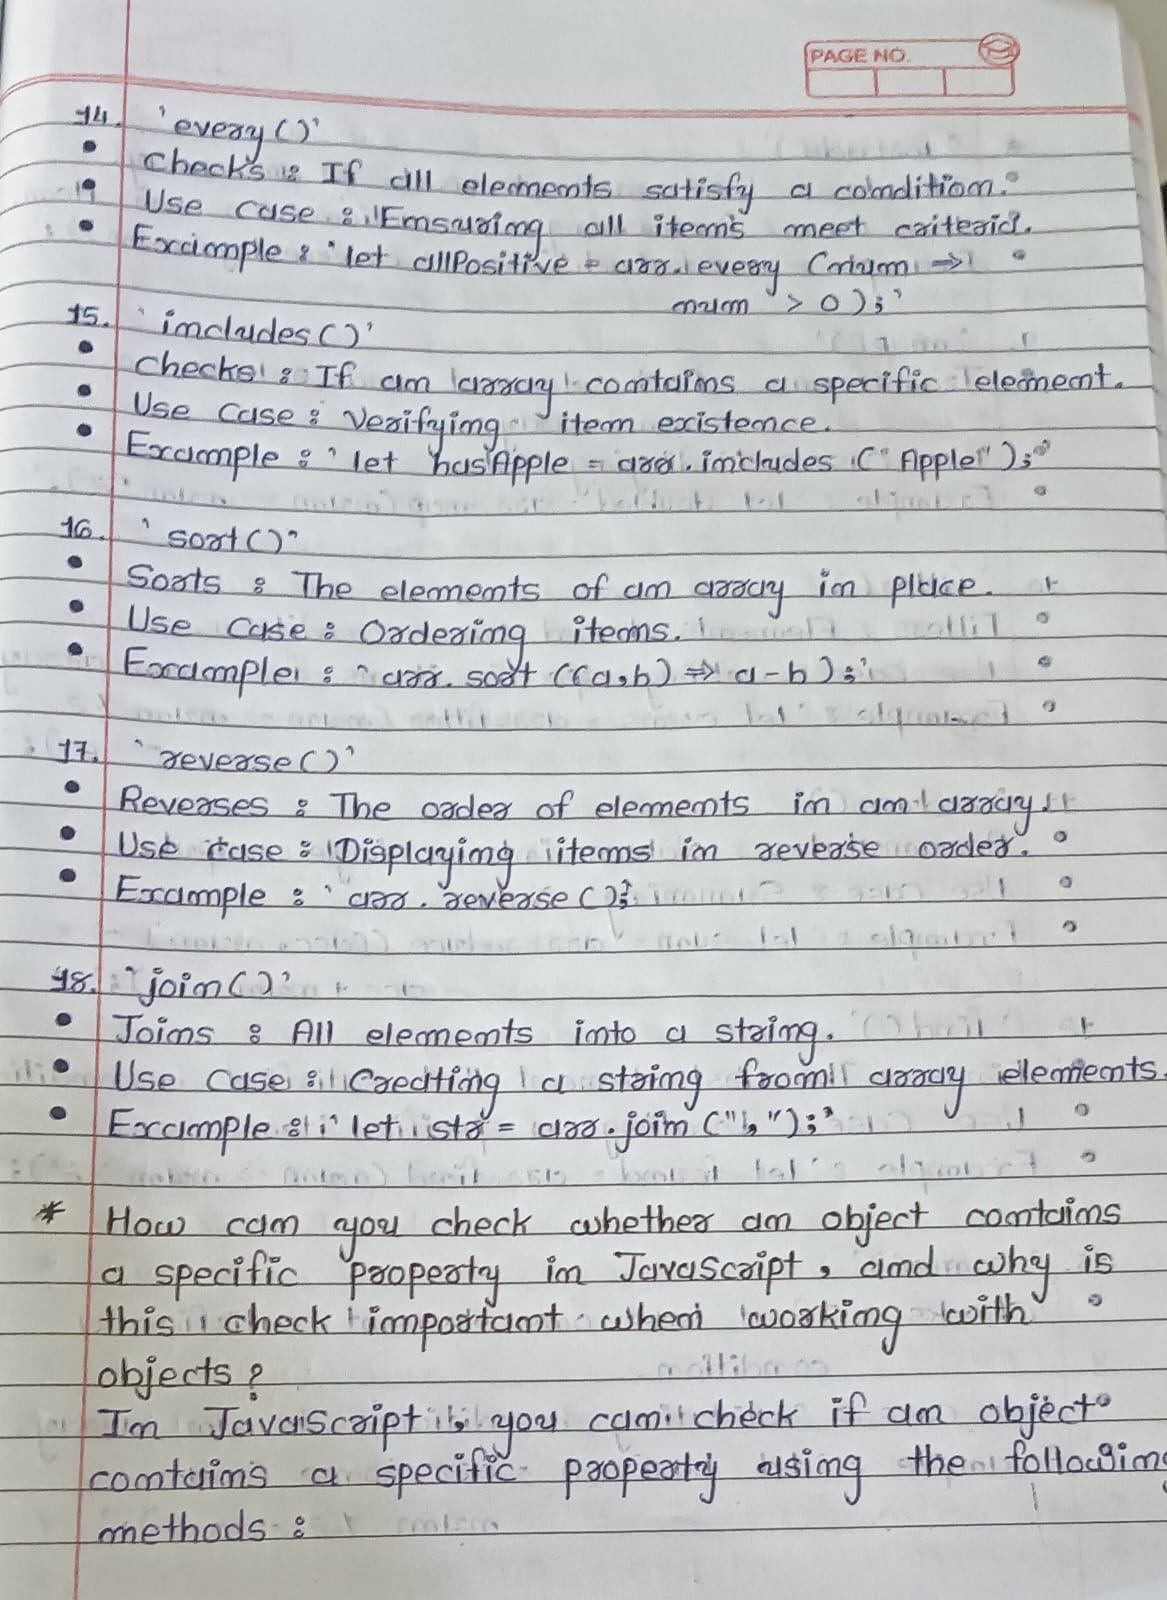 PAGE NO.
14. 'every()'
• Checks : If all elements satisfy a condition.
• Use Case : Ensuring all items meet criteria.
• Example : 'let allPositive = arr.every (num =>
num > 0);'
15. 'includes()'
• Checks : If an array contains a specific element.
• Use Case : Verifying item existence.
• Example : 'let hasApple = arr.includes ("Apple");'
16. 'sort()'
• Sorts : The elements of an array in place.
• Use Case : Ordering items.
• Example : 'arr.sort ((a,b) => a-b);'
17. 'reverse()'
• Reverses : The order of elements in an array.
• Use case : Displaying items in reverse order.
• Example : 'arr.reverse();'
18. 'join()'
• Joins : All elements into a string.
• Use Case : Creating a string from array elements.
• Example : 'let str = arr.join (",");'
* How can you check whether an object contains
a specific property in Javascript, and why is
this check important when working with
objects?
In JavaScript, you can check if an object
contains a specific property using the following
methods :